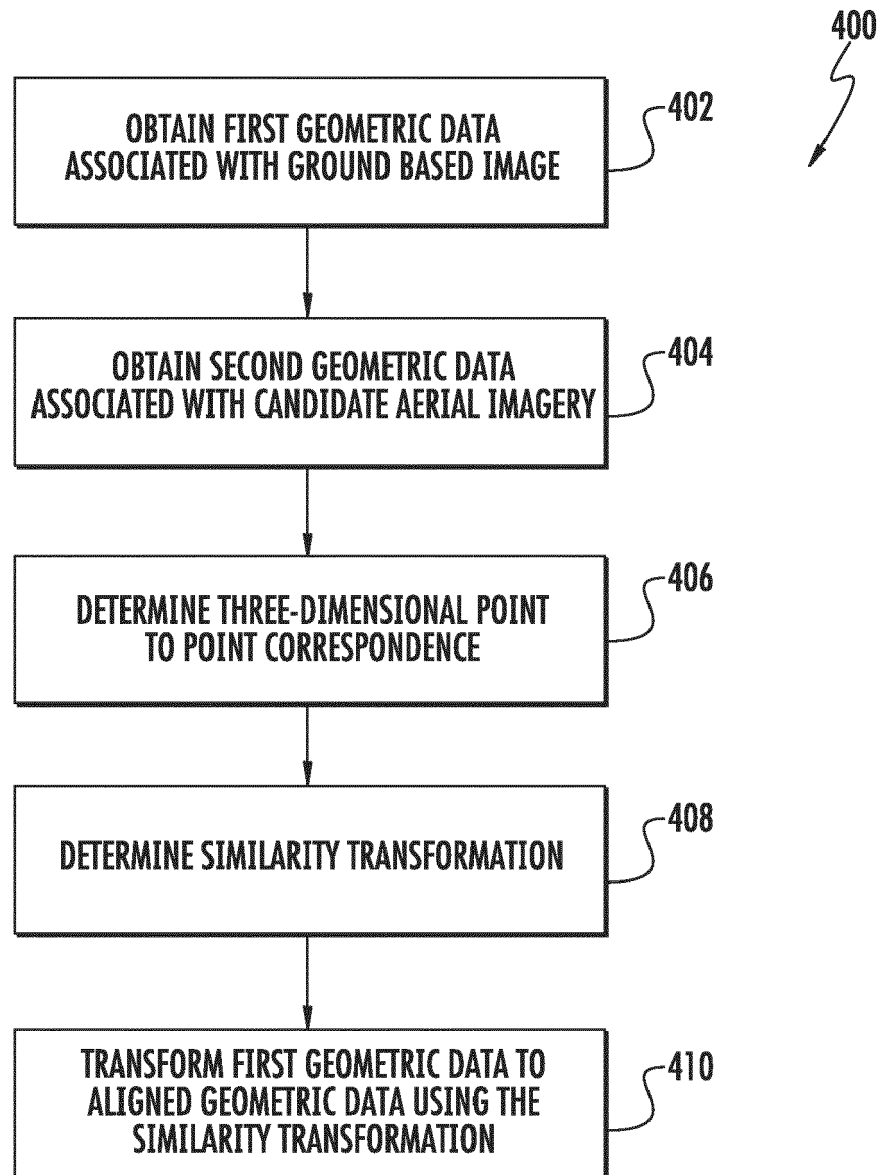 400
OBTAIN FIRST GEOMETRIC DATA
ASSOCIATED WITH GROUND BASED IMAGE
402
OBTAIN SECOND GEOMETRIC DATA
ASSOCIATED WITH CANDIDATE AERIAL IMAGERY
404
DETERMINE THREE-DIMENSIONAL POINT
TO POINT CORRESPONDENCE
406
DETERMINE SIMILARITY TRANSFORMATION
408
TRANSFORM FIRST GEOMETRIC DATA TO
ALIGNED GEOMETRIC DATA USING THE
SIMILARITY TRANSFORMATION
410